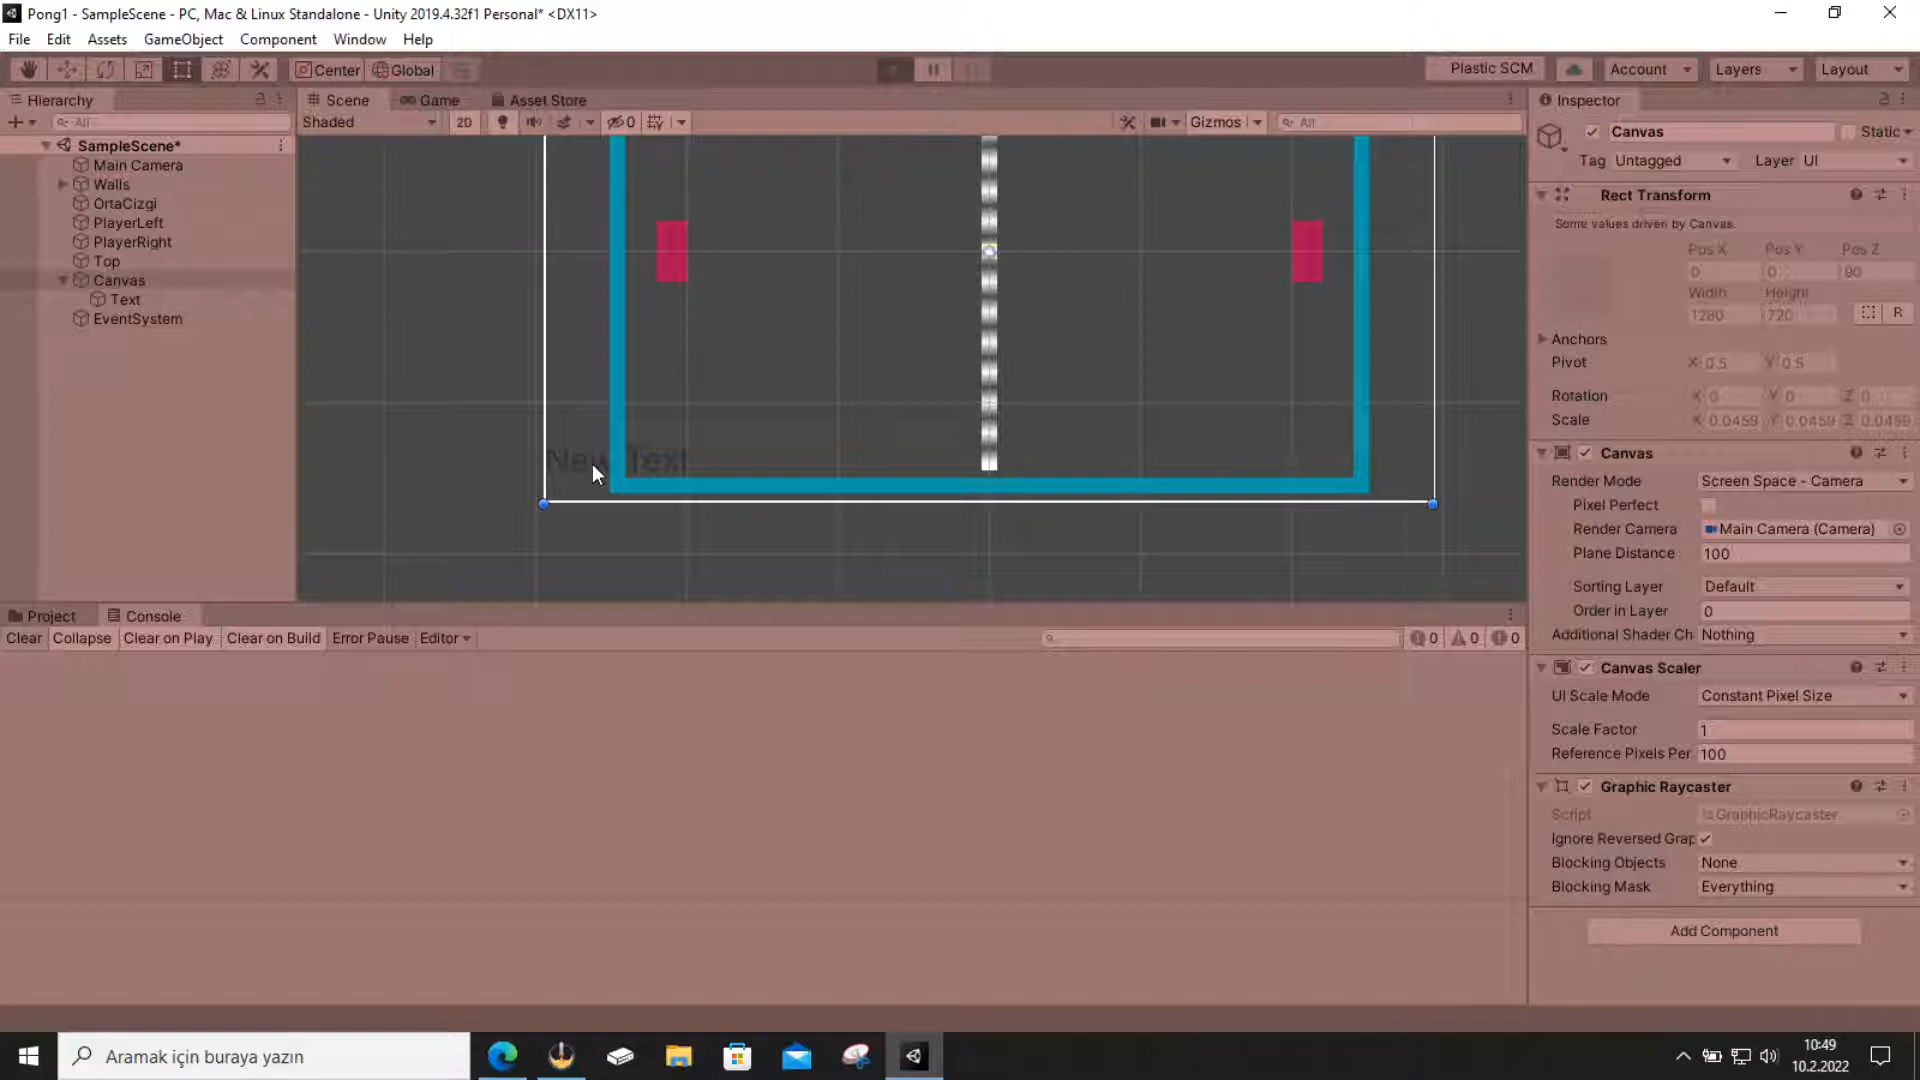 Pong1 - SampleScene - PC, Mac & Linux Standalone - Unity 2019.4.32f1 Personal* <DX11>
File Edit Assets GameObject Component Window Help
Center Global Plastic SCM Account Layers Layout
Hierarchy Scene Game Asset Store Inspector
All Shaded 2D 0 Gizmos All
Canvas Static
SampleScene*
Tag Untagged Layer UI
Main Camera
Walls
Rect Transform
OrtaCizgi
PlayerLeft
Some values driven by Canvas.
PlayerRight
Pos X Pos Y Pos Z
Top
0 0 90
Canvas
Width Height
Text
1280 720 R
EventSystem
Anchors
Pivot X 0.5 Y 0.5
Rotation X 0 Y 0 Z 0
Scale X 0.0459 Y 0.0459 Z 0.0459
Canvas
New Text
Render Mode Screen Space - Camera
Pixel Perfect
Render Camera Main Camera (Camera)
Plane Distance 100
Sorting Layer Default
Order in Layer 0
Additional Shader Ch Nothing
Project Console
Clear Collapse Clear on Play Clear on Build Error Pause Editor 0 0 0
Canvas Scaler
UI Scale Mode Constant Pixel Size
Scale Factor 1
Reference Pixels Per 100
Graphic Raycaster
Script GraphicRaycaster
Ignore Reversed Grap
Blocking Objects None
Blocking Mask Everything
Add Component
Aramak için buraya yazın
10:49
10.2.2022